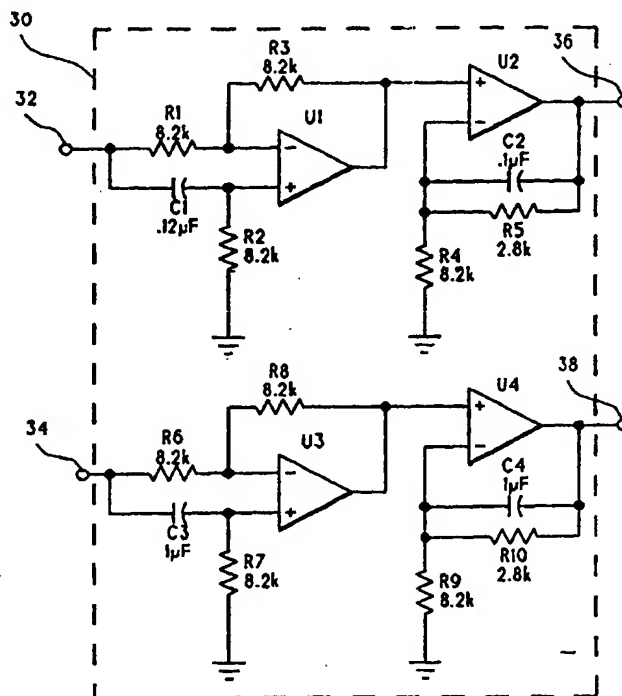 30
32
R1
8.2k
R3
8.2k
U1
C1
.12µF
R2
8.2k
U2
36
C2
.1µF
R5
2.8k
R4
8.2k
34
R6
8.2k
R8
8.2k
U3
C3
1µF
R7
8.2k
U4
38
C4
1µF
R10
2.8k
R9
8.2k